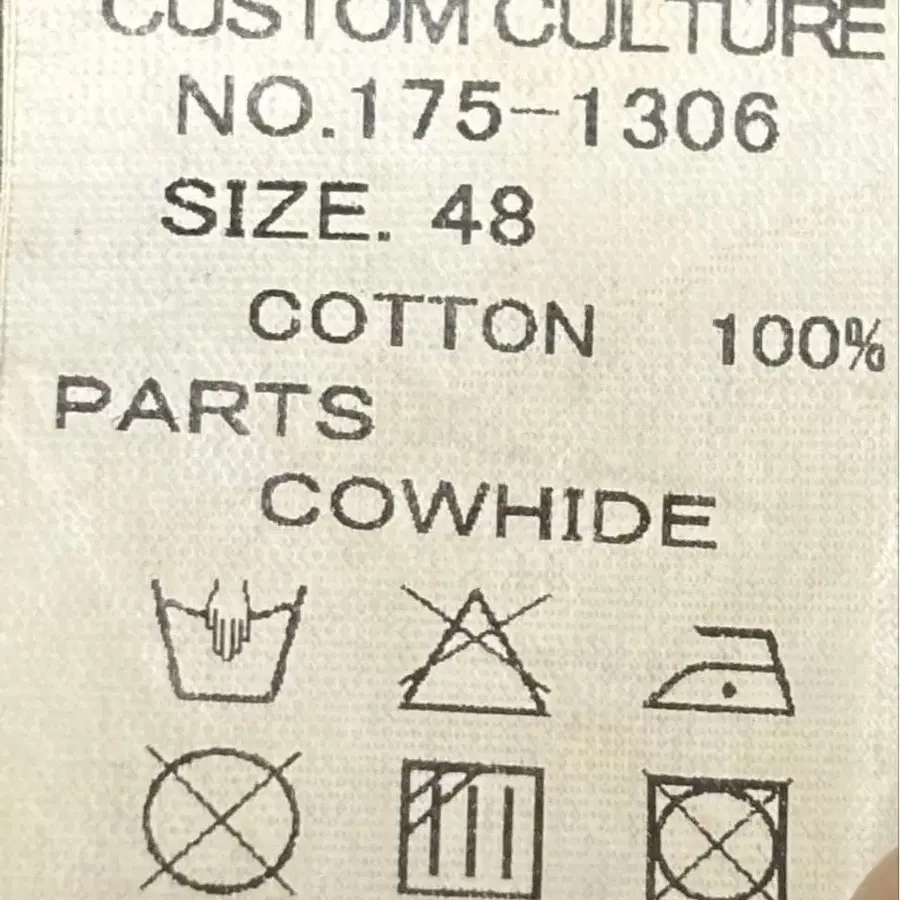 CUSTOM CULTURE
NO.175-1306
SIZE. 48
COTTON 100%
PARTS
COWHIDE